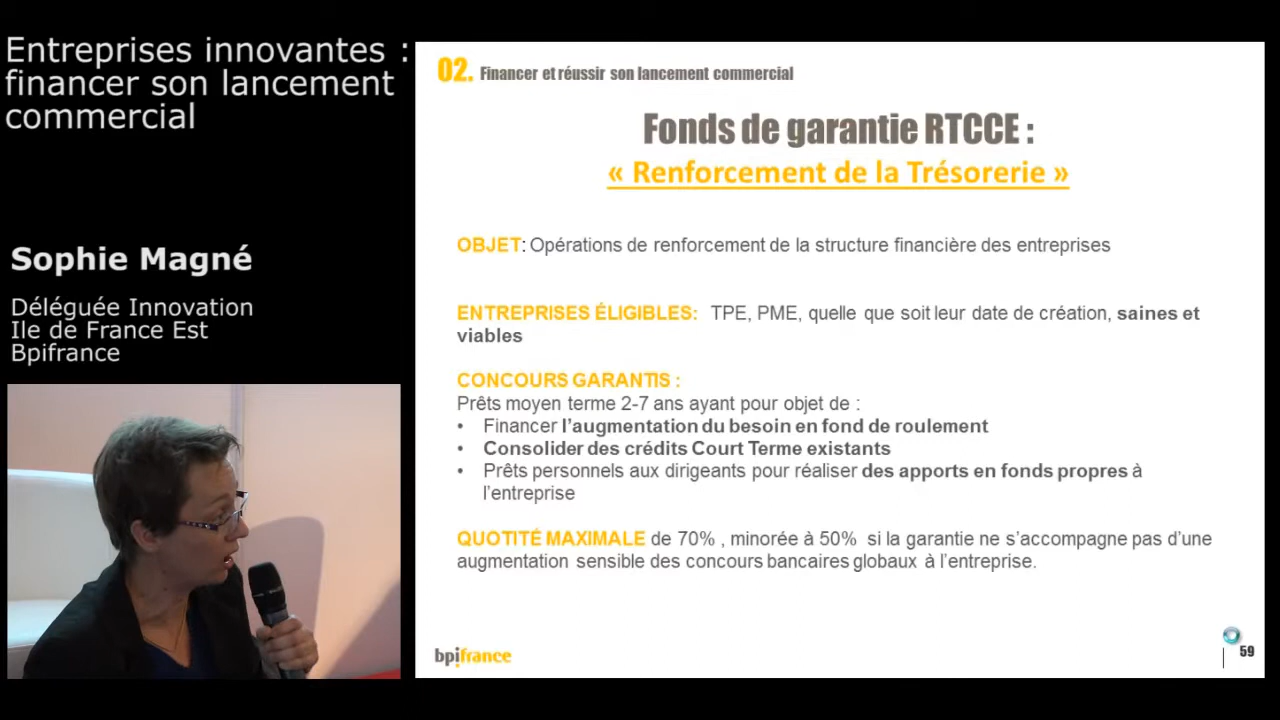 Entreprises innovantes :
financer son lancement
commercial
Sophie Magné
Déléguée Innovation
Ile de France Est
Bpifrance
02. Financer et réussir son lancement commercial
Fonds de garantie RTCCE :
« Renforcement de la Trésorerie »
OBJET: Opérations de renforcement de la structure financière des entreprises
ENTREPRISES ÉLIGIBLES: TPE, PME, quelle que soit leur date de création, saines et
viables
CONCOURS GARANTIS :
Prêts moyen terme 2-7 ans ayant pour objet de :
• Financer l’augmentation du besoin en fond de roulement
• Consolider des crédits Court Terme existants
• Prêts personnels aux dirigeants pour réaliser des apports en fonds propres à
l’entreprise
QUOTITÉ MAXIMALE de 70% , minorée à 50% si la garantie ne s’accompagne pas d’une
augmentation sensible des concours bancaires globaux à l’entreprise.
bpifrance
59